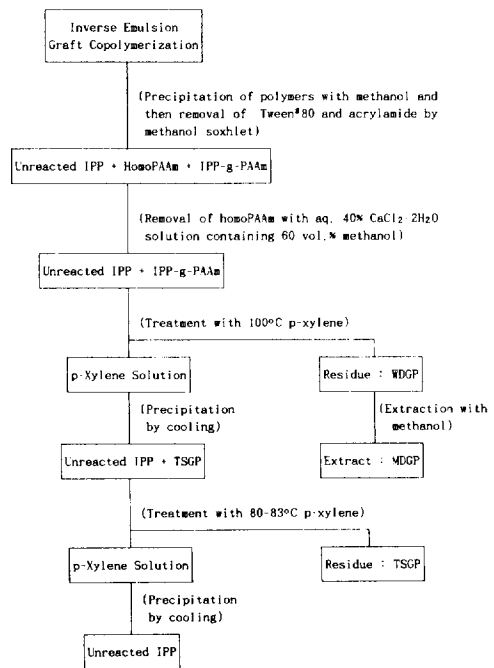 Inverse Emulsion
Graft Copolymerization
(Precipitation of polymers with methanol and
then removal of Tween#80 and acrylamide by
methanol soxhlet)
Unreacted IPP + HomoPAAm + IPP-g-PAAm
(Removal of homoPAAm with aq. 40% CaCl2·2H2O
solution containing 60 vol.% methanol)
Unreacted IPP + IPP-g-PAAm
(Treatment with 100°C p-xylene)
p-Xylene Solution
Residue : WDGP
(Precipitation
by cooling)
(Extraction with
methanol)
Unreacted IPP + TSGP
Extract : MDGP
(Treatment with 80-83°C p-xylene)
p-Xylene Solution
Residue : TSGP
(Precipitation
by cooling)
Unreacted IPP